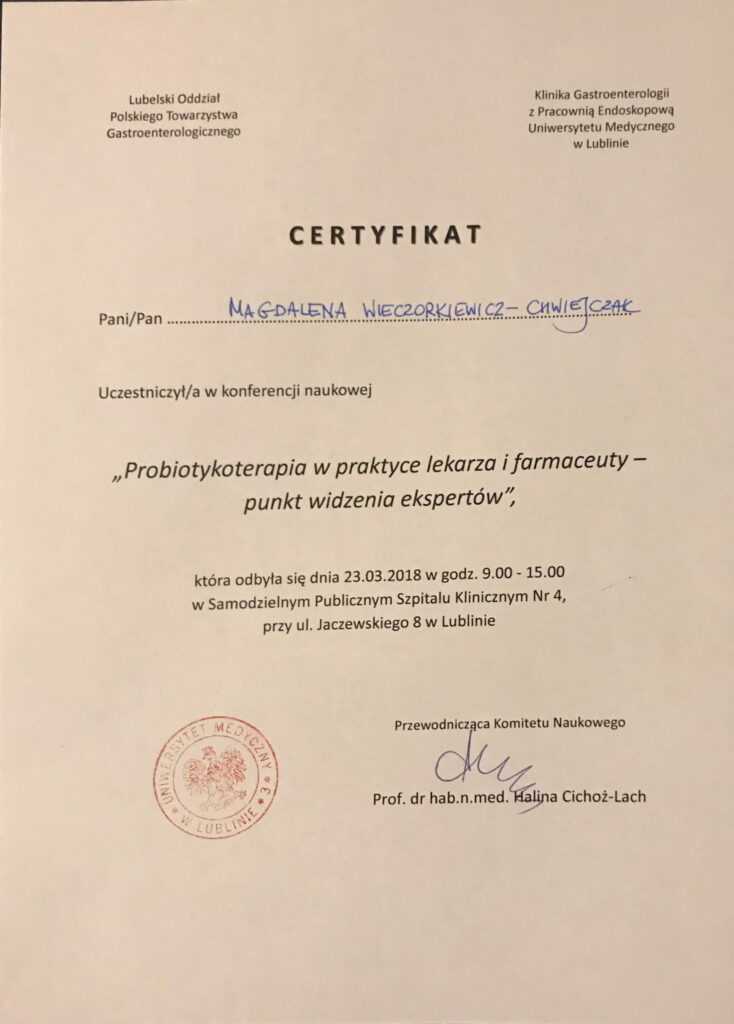 Lubelski Oddział
Polskiego Towarzystwa
Gastroenterologicznego
Klinika Gastroenterologii
z Pracownią Endoskopową
Uniwersytetu Medycznego
w Lublinie
CERTYFIKAT
Pani/Pan ........ MAGDALENA WIECZORKIEWICZ-CHWIEJCZAK
Uczestniczył/a w konferencji naukowej
„Probiotykoterapia w praktyce lekarza i farmaceuty –
punkt widzenia ekspertów”,
która odbyła się dnia 23.03.2018 w godz. 9.00 - 15.00
w Samodzielnym Publicznym Szpitalu Klinicznym Nr 4,
przy ul. Jaczewskiego 8 w Lublinie
Przewodnicząca Komitetu Naukowego
Prof. dr hab.n.med. Halina Cichoż-Lach
UNIWERSYTET MEDYCZNY * 3 *
W LUBLINIE *